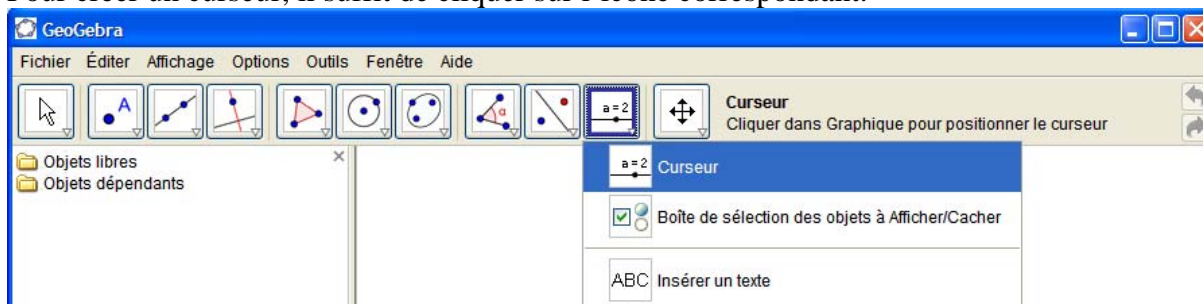 Pour créer un curseur, il suffit de cliquer sur l'icône correspondant.
GeoGebra
Fichier Éditer Affichage Options Outils Fenêtre Aide
A
α
a=2
Curseur
Cliquer dans Graphique pour positionner le curseur
Objets libres
Objets dépendants
a=2 Curseur
Boîte de sélection des objets à Afficher/Cacher
ABC Insérer un texte